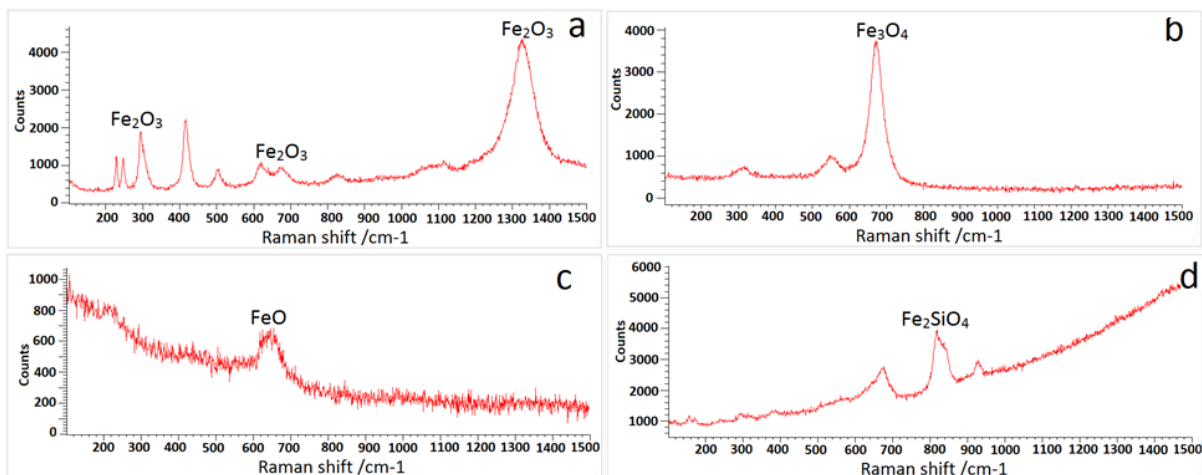 a
Fe₂O₃
4000
3000
Fe₂O₃
2000
Fe₂O₃
1000
0
Counts
200 300 400 500 600 700 800 900 1000 1100 1200 1300 1400 1500
Raman shift /cm-1
b
Fe₃O₄
4000
3000
2000
1000
0
Counts
200 300 400 500 600 700 800 900 1000 1100 1200 1300 1400 1500
Raman shift /cm-1
c
1000
800
FeO
600
400
200
0
Counts
100 200 300 400 500 600 700 800 900 1000 1100 1200 1300 1400 1500
Raman shift /cm-1
d
6000
5000
Fe₂SiO₄
4000
3000
2000
1000
Counts
200 300 400 500 600 700 800 900 1000 1100 1200 1300 1400 1500
Raman shift /cm-1